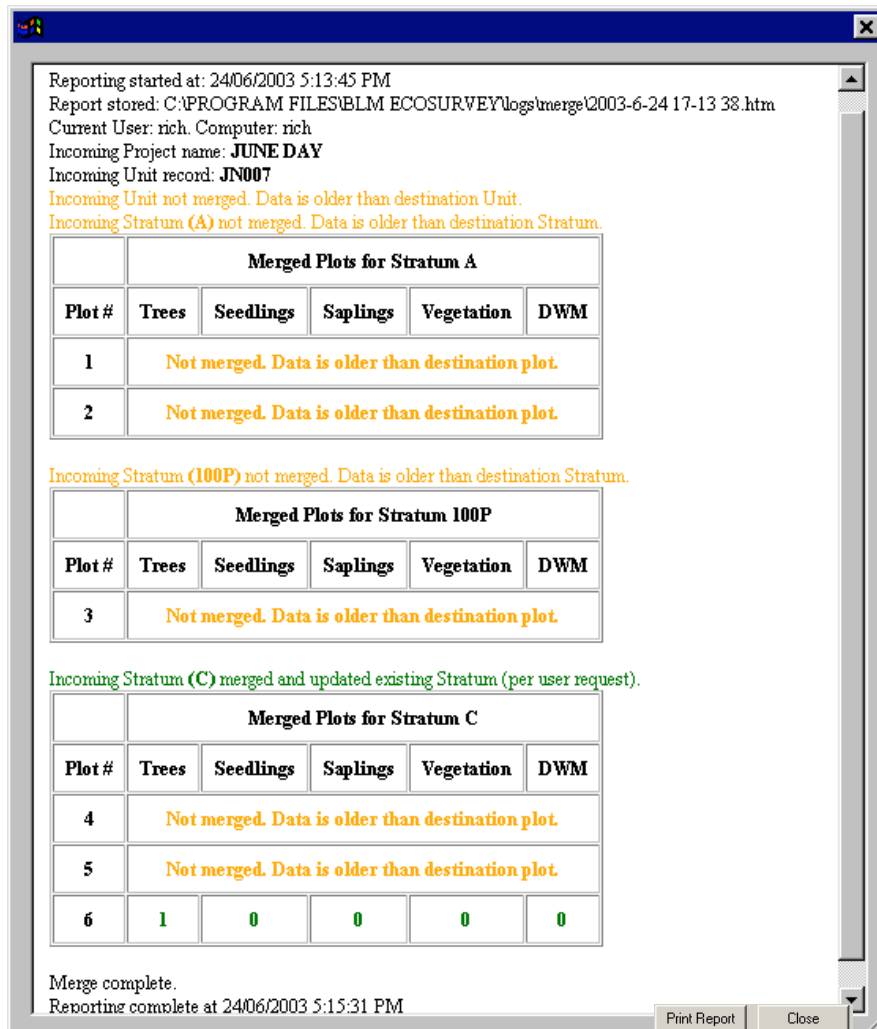 Reporting started at: 24/06/2003 5:13:45 PM
Report stored: C:\PROGRAM FILES\BLM ECOSURVEY\logs\merge\2003-6-24 17-13 38.htm
Current User: rich. Computer: rich
Incoming Project name: JUNE DAY
Incoming Unit record: JN007
Incoming Unit not merged. Data is older than destination Unit.
Incoming Stratum (A) not merged. Data is older than destination Stratum.
Merged Plots for Stratum A
Plot # Trees Seedlings Saplings Vegetation DWM
1 Not merged. Data is older than destination plot.
2 Not merged. Data is older than destination plot.
Incoming Stratum (100P) not merged. Data is older than destination Stratum.
Merged Plots for Stratum 100P
Plot # Trees Seedlings Saplings Vegetation DWM
3 Not merged. Data is older than destination plot.
Incoming Stratum (C) merged and updated existing Stratum (per user request).
Merged Plots for Stratum C
Plot # Trees Seedlings Saplings Vegetation DWM
4 Not merged. Data is older than destination plot.
5 Not merged. Data is older than destination plot.
6 1 0 0 0 0
Merge complete.
Reporting complete at 24/06/2003 5:15:31 PM
Print Report Close